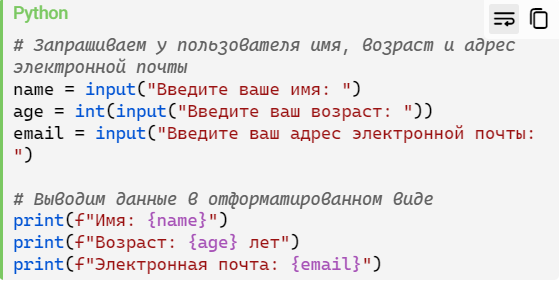 Python
# Запрашиваем у пользователя имя, возраст и адрес
электронной почты
name = input("Введите ваше имя: ")
age = int(input("Введите ваш возраст: "))
email = input("Введите ваш адрес электронной почты:
")
# Выводим данные в отформатированном виде
print(f"Имя: {name}")
print(f"Возраст: {age} лет")
print(f"Электронная почта: {email}")